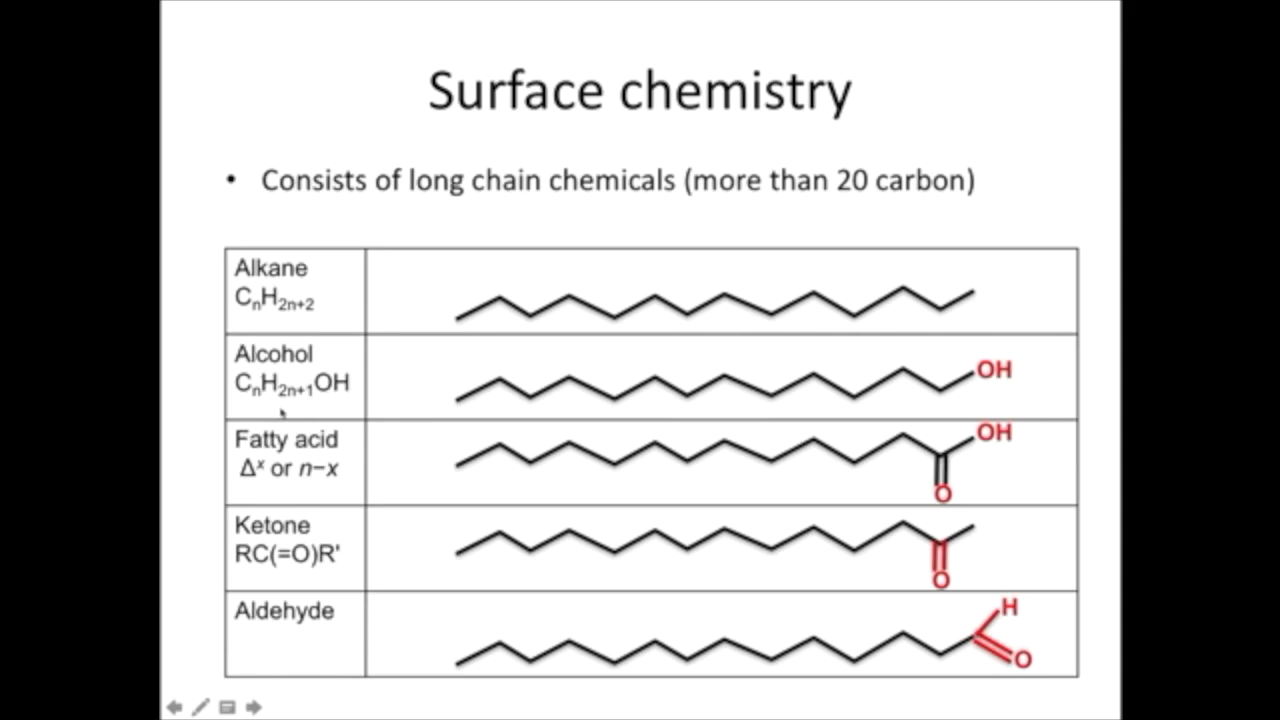 Surface chemistry
• Consists of long chain chemicals (more than 20 carbon)
Alkane
CₙH₂ₙ₊₂
Alcohol
CₙH₂ₙ₊₁OH
OH
Fatty acid
Δˣ or n−x
OH
O
Ketone
RC(=O)R'
O
Aldehyde
H
O